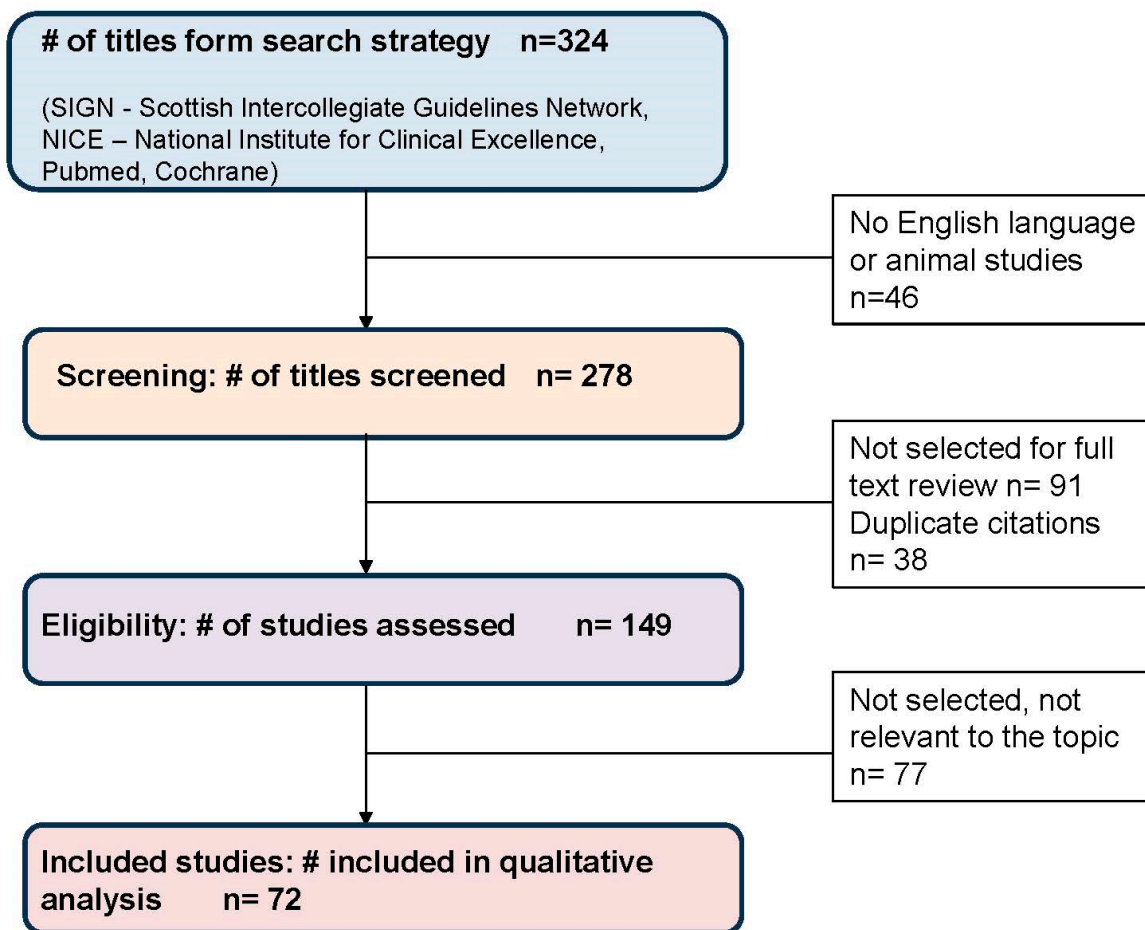 # of titles form search strategy n=324
(SIGN - Scottish Intercollegiate Guidelines Network,
NICE – National Institute for Clinical Excellence,
Pubmed, Cochrane)
No English language
or animal studies
n=46
Screening: # of titles screened n= 278
Not selected for full
text review n= 91
Duplicate citations
n= 38
Eligibility: # of studies assessed n= 149
Not selected, not
relevant to the topic
n= 77
Included studies: # included in qualitative
analysis n= 72